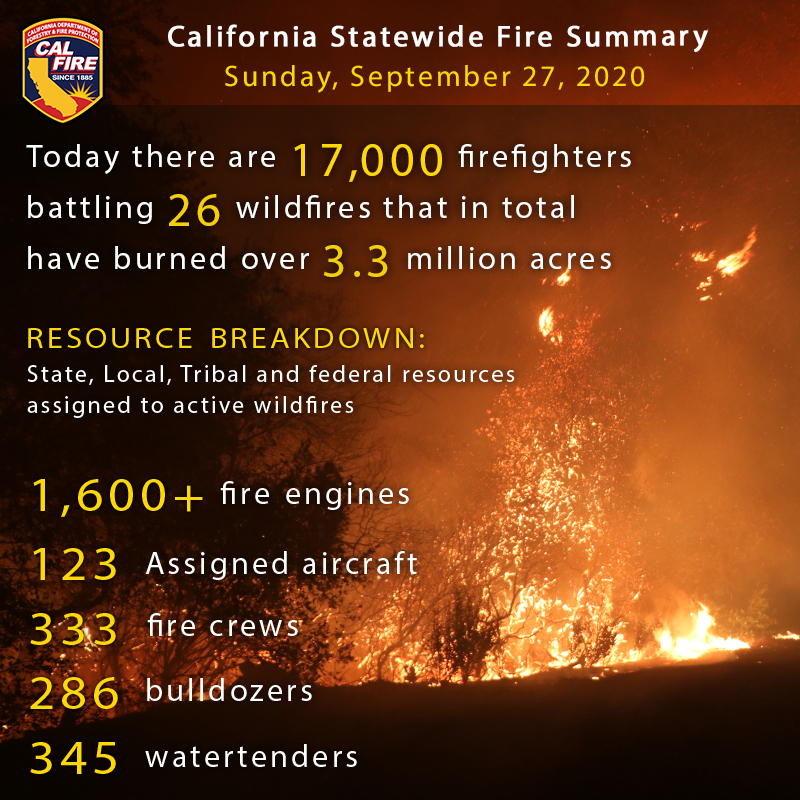 CALIFORNIA DEPARTMENT OF
FORESTRY & FIRE PROTECTION
CAL
FIRE
SINCE 1885
California Statewide Fire Summary
Sunday, September 27, 2020
Today there are 17,000 firefighters
battling 26 wildfires that in total
have burned over 3.3 million acres
RESOURCE BREAKDOWN:
State, Local, Tribal and federal resources
assigned to active wildfires
1,600+ fire engines
123 Assigned aircraft
333 fire crews
286 bulldozers
345 watertenders